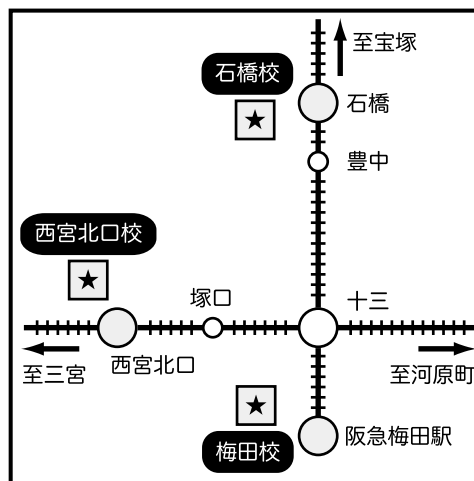 至宝塚
石橋校
石橋
豊中
西宮北口校
塚口
十三
西宮北口
至三宮
至河原町
梅田校
阪急梅田駅